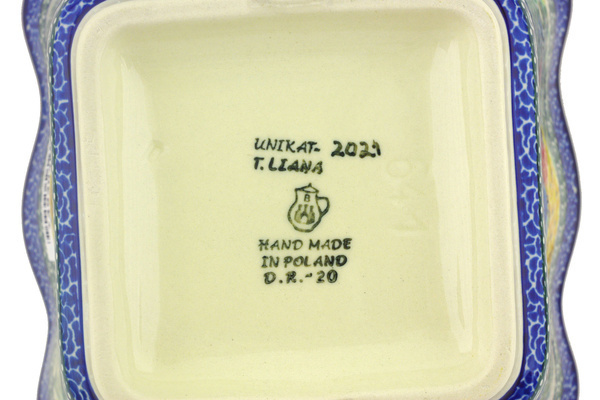 UNIKAT- 2021
T. LIANA
HAND MADE
IN POLAND
D.R.-20